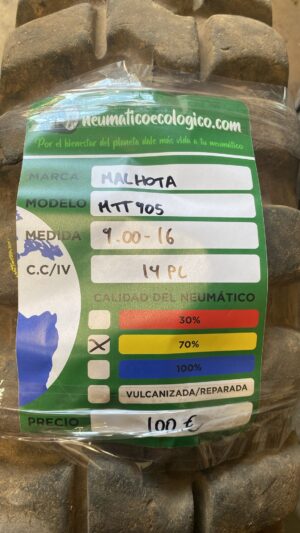 neumaticoecologico.com
Por el bienestar del planeta dale más vida a tu neumático
MARCA MALHOTA
MODELO MTT 905
MEDIDA 9.00-16
C.C/IV 14 PL
CALIDAD DEL NEUMÁTICO
30%
X 70%
100%
VULCANIZADA/REPARADA
PRECIO 100 €